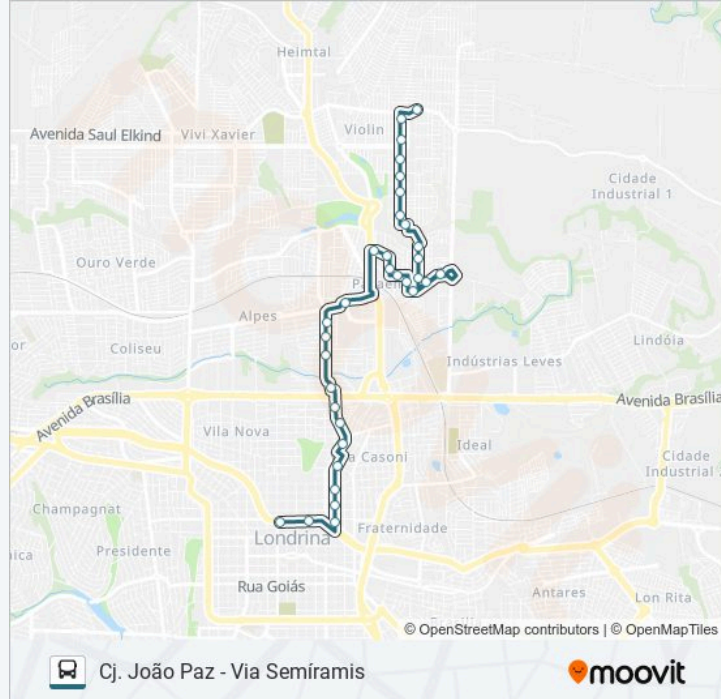 Heimtal
Avenida Saul Elkind
Vivi Xavier
Violin
Cidade
Industrial 1
Ouro Verde
Alpes
Coliseu
Lindóia
Indústrias Leves
Avenida Brasília
Avenida Brasília
Vila Nova
Ideal
Casoni
Cidade
Industrial
Champagnat
Fraternidade
Londrina
Presidente
Rua Goiás
Antares
Lon Rita
© OpenStreetMap contributors | © OpenMapTiles
Cj. João Paz - Via Semíramis
moovit